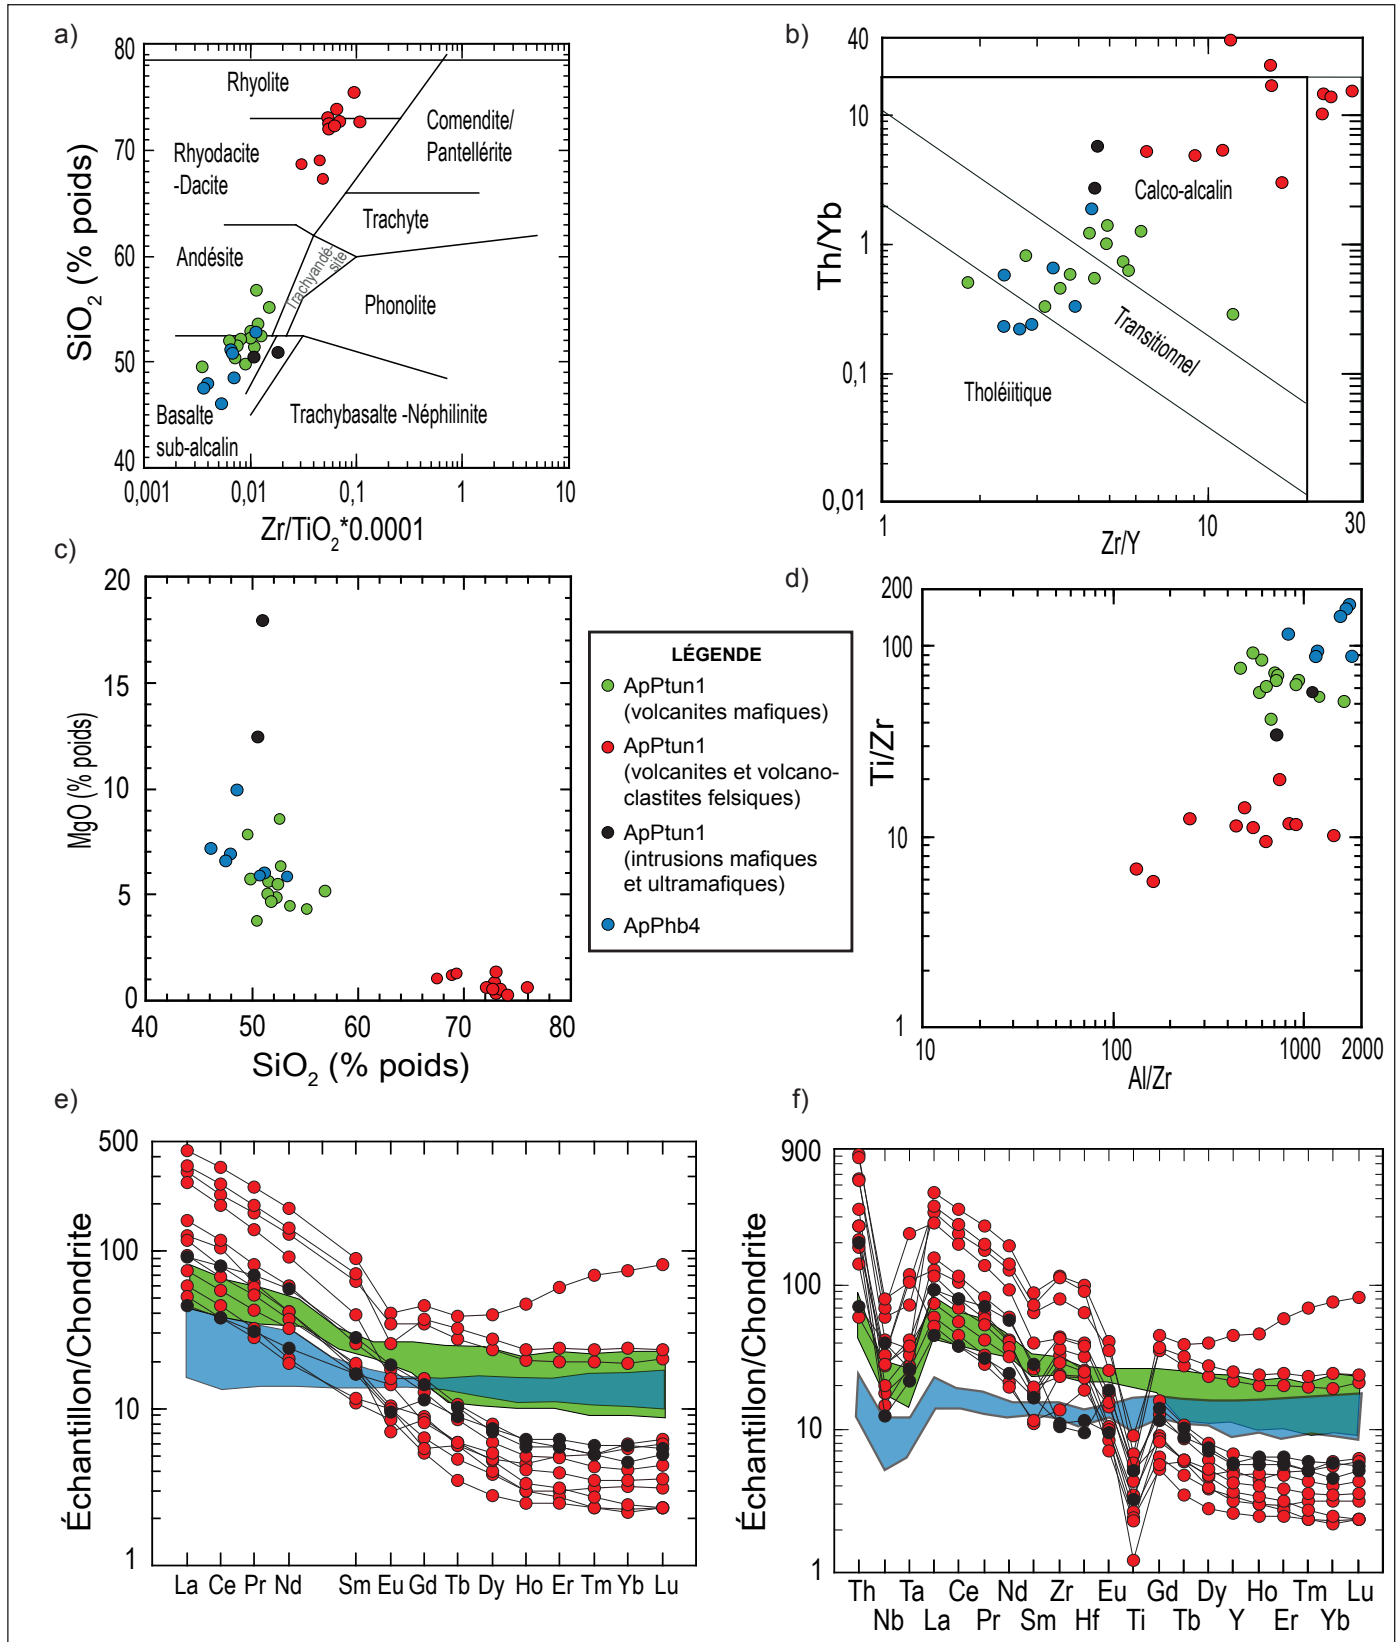 a)
80
70
60
50
40
SiO₂ (% poids)
Rhyolite
Comendite/
Pantellérite
Rhyodacite
-Dacite
Trachyte
Andésite
Trachyandé-
site
Phonolite
Basalte
sub-alcalin
Trachybasalte -Néphilinite
0,001
0,01
0,1
1
10
Zr/TiO₂*0.0001
b)
40
10
1
0,1
0,01
Th/Yb
Calco-alcalin
Transitionnel
Tholéiitique
1
10
30
Zr/Y
c)
20
15
10
5
0
MgO (% poids)
40
50
60
70
80
SiO₂ (% poids)
LÉGENDE
ApPtun1
(volcanites mafiques)
ApPtun1
(volcanites et volcano-
clastites felsiques)
ApPtun1
(intrusions mafiques
et ultramafiques)
ApPhb4
d)
200
100
10
1
Ti/Zr
10
100
1000
2000
Al/Zr
e)
500
100
10
1
Échantillon/Chondrite
La Ce Pr Nd Sm Eu Gd Tb Dy Ho Er Tm Yb Lu
f)
900
100
10
1
Échantillon/Chondrite
Th Ta Ce Nd Zr Eu Gd Dy Ho Tm Lu
Nb La Pr Sm Hf Ti Tb Y Er Yb